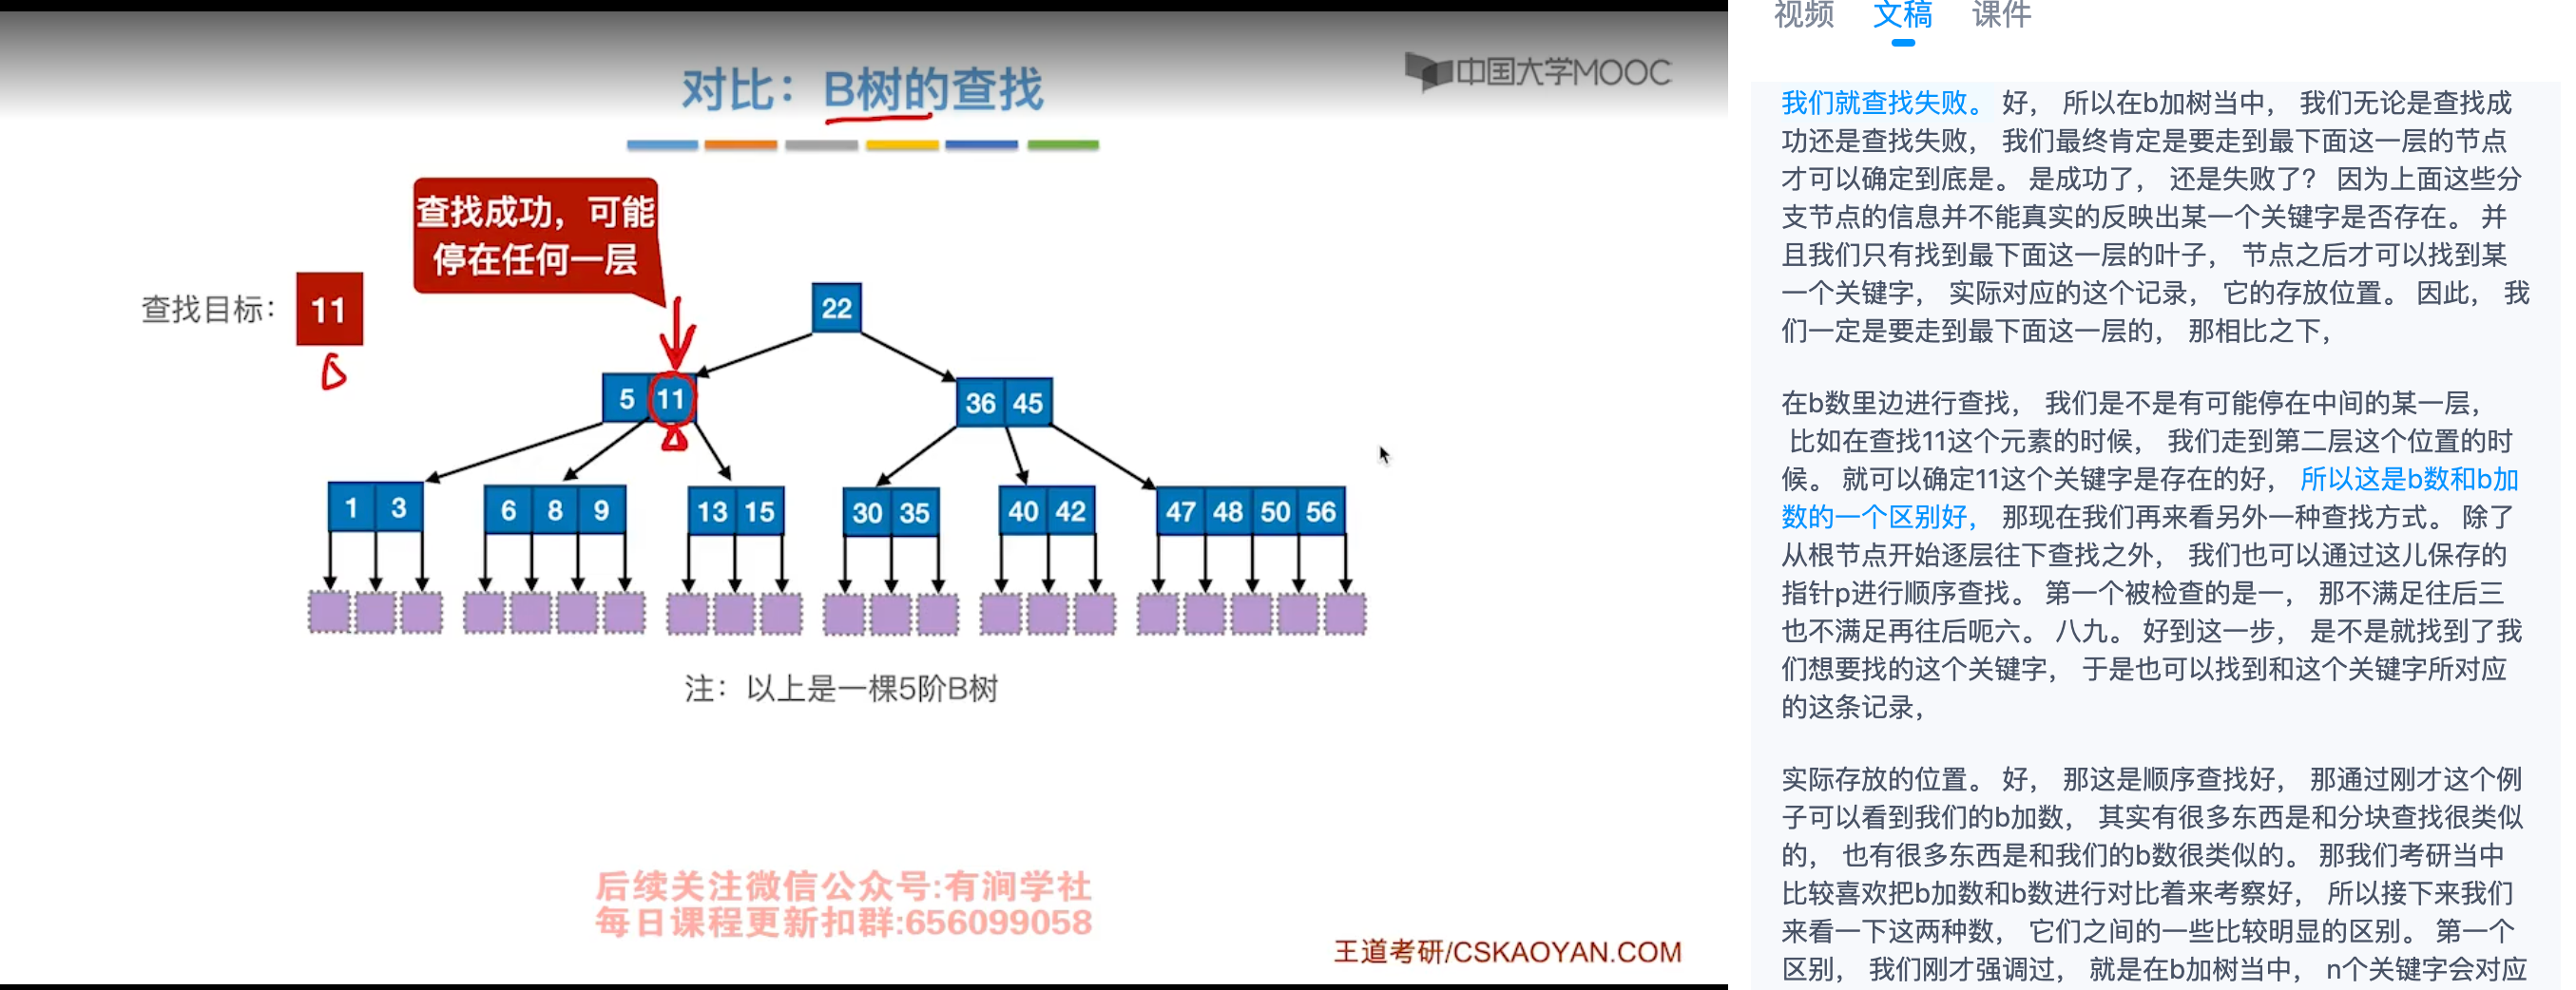 对比：B树的查找
中国大学MOOC
查找成功，可能
停在任何一层
查找目标：
11
22
5 11
36 45
1 3
6 8 9
13 15
30 35
40 42
47 48 50 56
注：以上是一棵5阶B树
后续关注微信公众号:有涧学社
每日课程更新扣群:656099058
王道考研/CSKAOYAN.COM
视频 文稿 课件
我们就查找失败。 好， 所以在b加树当中， 我们无论是查找成
功还是查找失败， 我们最终肯定是要走到最下面这一层的节点
才可以确定到底是。 是成功了， 还是失败了？ 因为上面这些分
支节点的信息并不能真实的反映出某一个关键字是否存在。 并
且我们只有找到最下面这一层的叶子， 节点之后才可以找到某
一个关键字， 实际对应的这个记录， 它的存放位置。 因此， 我
们一定是要走到最下面这一层的， 那相比之下，
在b数里边进行查找， 我们是不是有可能停在中间的某一层，
比如在查找11这个元素的时候， 我们走到第二层这个位置的时
候。 就可以确定11这个关键字是存在的好， 所以这是b数和b加
数的一个区别好， 那现在我们再来看另外一种查找方式。 除了
从根节点开始逐层往下查找之外， 我们也可以通过这儿保存的
指针p进行顺序查找。 第一个被检查的是一， 那不满足往后三
也不满足再往后呃六。 八九。 好到这一步， 是不是就找到了我
们想要找的这个关键字， 于是也可以找到和这个关键字所对应
的这条记录，
实际存放的位置。 好， 那这是顺序查找好， 那通过刚才这个例
子可以看到我们的b加数， 其实有很多东西是和分块查找很类似
的， 也有很多东西是和我们的b数很类似的。 那我们考研当中
比较喜欢把b加数和b数进行对比着来考察好， 所以接下来我们
来看一下这两种数， 它们之间的一些比较明显的区别。 第一个
区别， 我们刚才强调过， 就是在b加树当中， n个关键字会对应